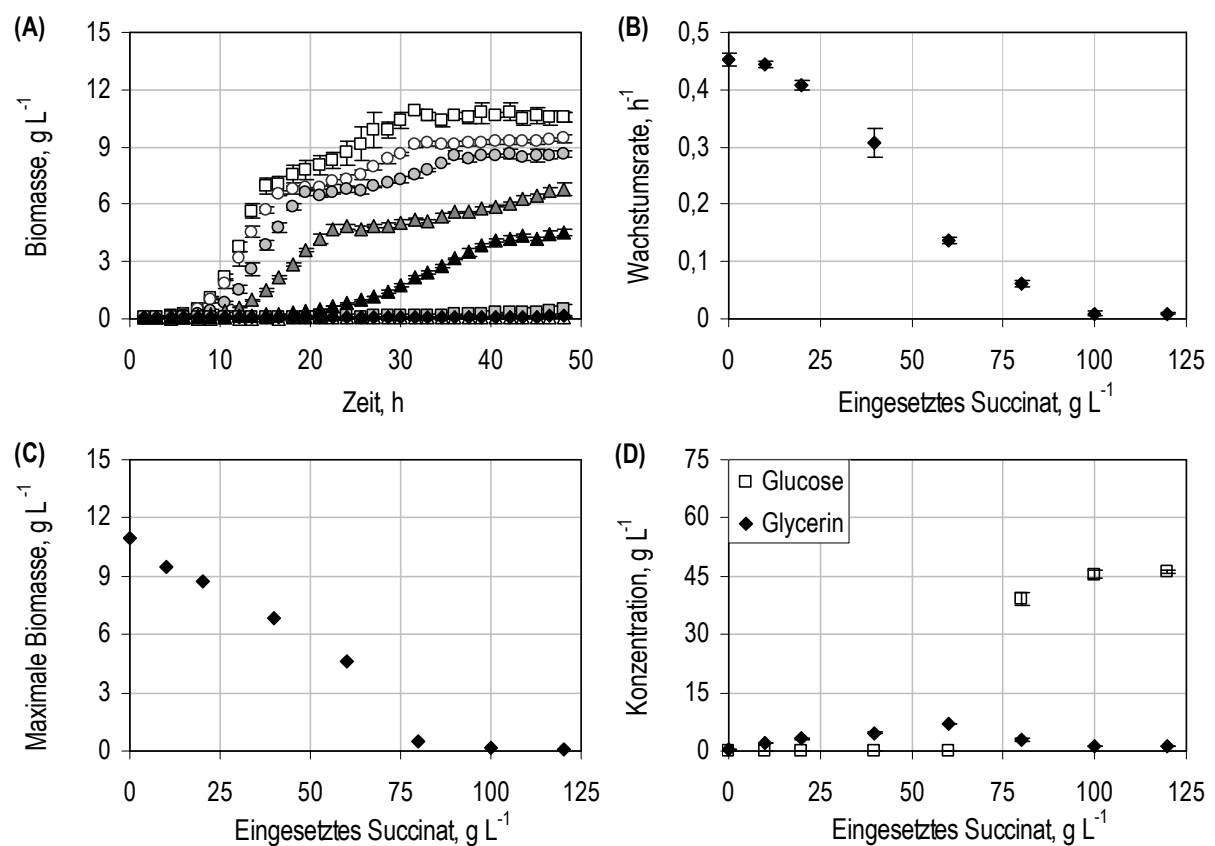 (A)
15
12
9
6
3
0
Biomasse, g L⁻¹
0 10 20 30 40 50
Zeit, h
(B)
0,5
0,4
0,3
0,2
0,1
0
Wachstumsrate, h⁻¹
0 25 50 75 100 125
Eingesetztes Succinat, g L⁻¹
(C)
15
12
9
6
3
0
Maximale Biomasse, g L⁻¹
0 25 50 75 100 125
Eingesetztes Succinat, g L⁻¹
(D)
75
60
45
30
15
0
Konzentration, g L⁻¹
Glucose
Glycerin
0 25 50 75 100 125
Eingesetztes Succinat, g L⁻¹